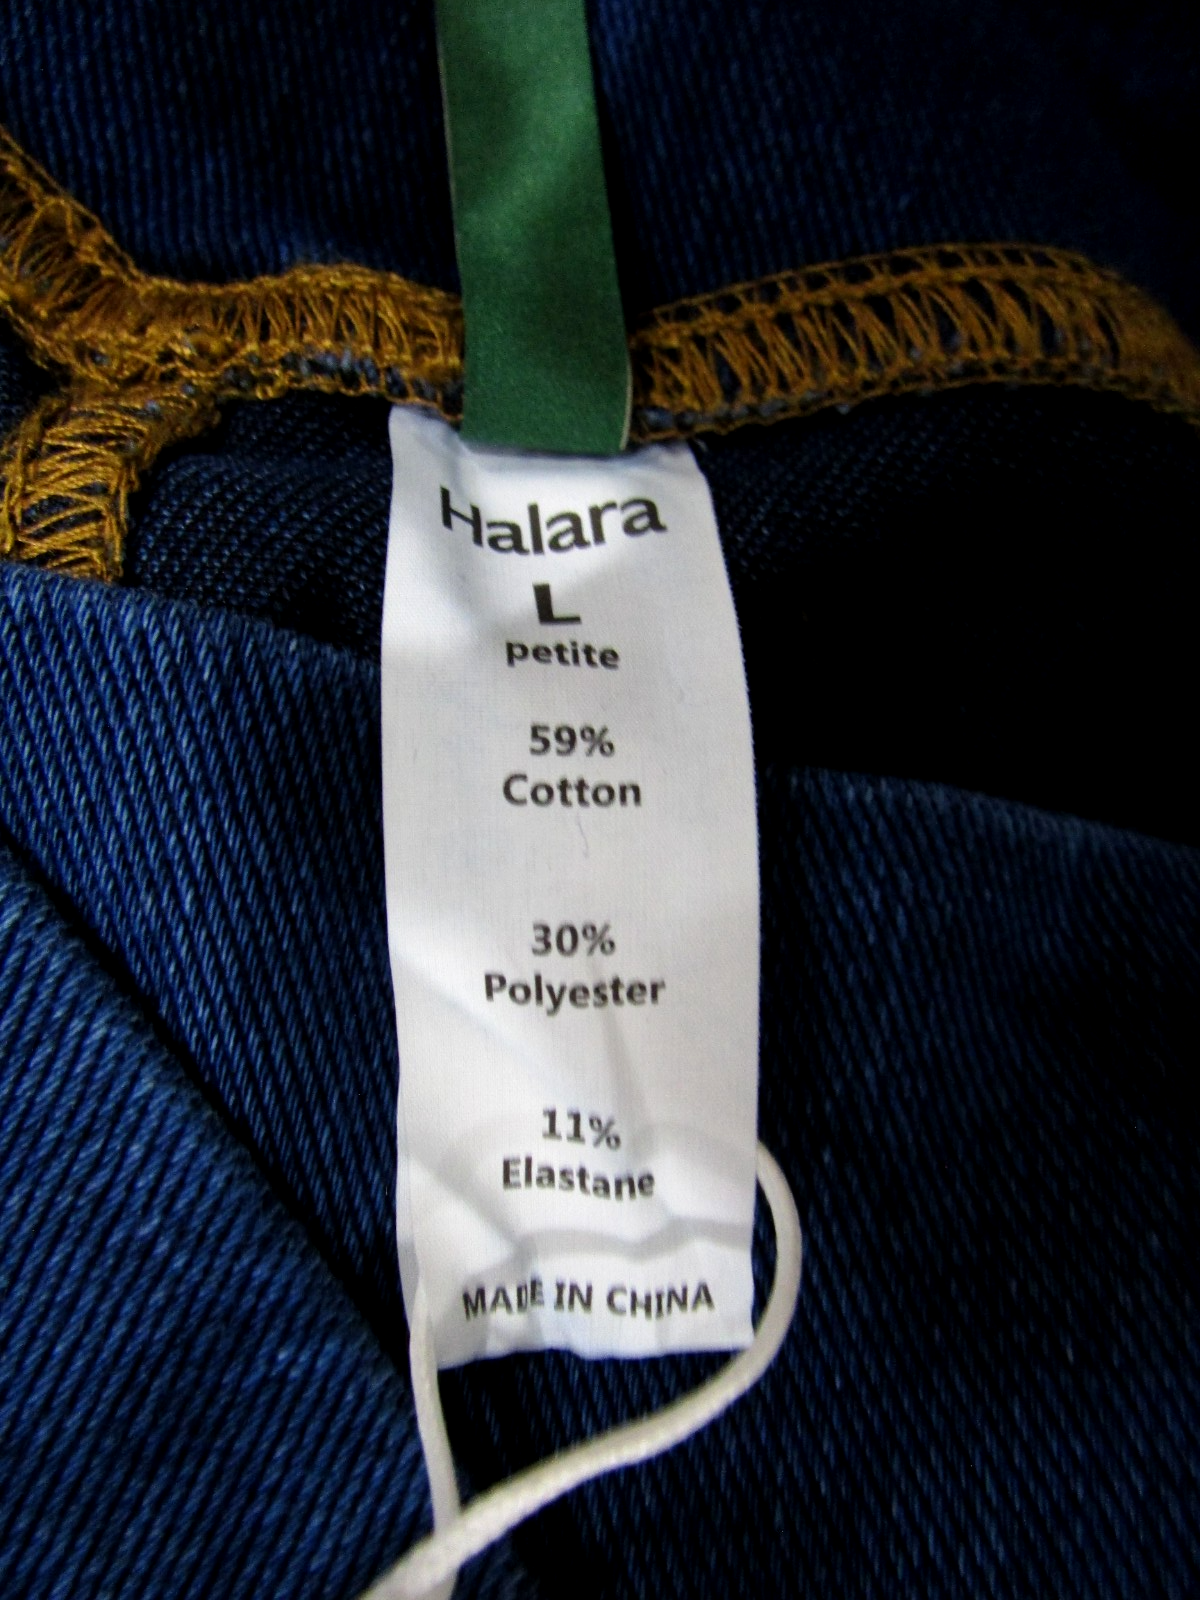 Halara
L
petite
59%
Cotton
30%
Polyester
11%
Elastane
MADE IN CHINA